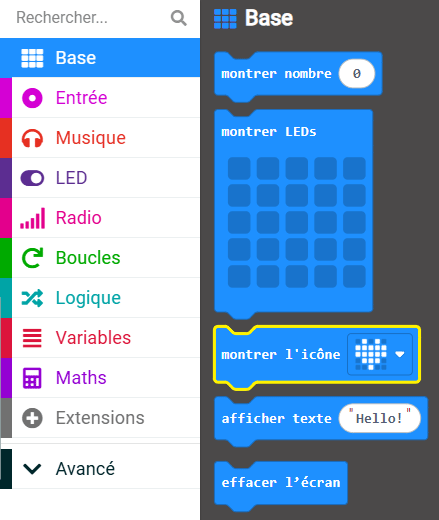 Rechercher...
Base
Entrée
Musique
LED
Radio
Boucles
Logique
Variables
Maths
Extensions
Avancé
Base
montrer nombre 0
montrer LEDs
montrer l'icône
afficher texte "Hello!"
effacer l’écran